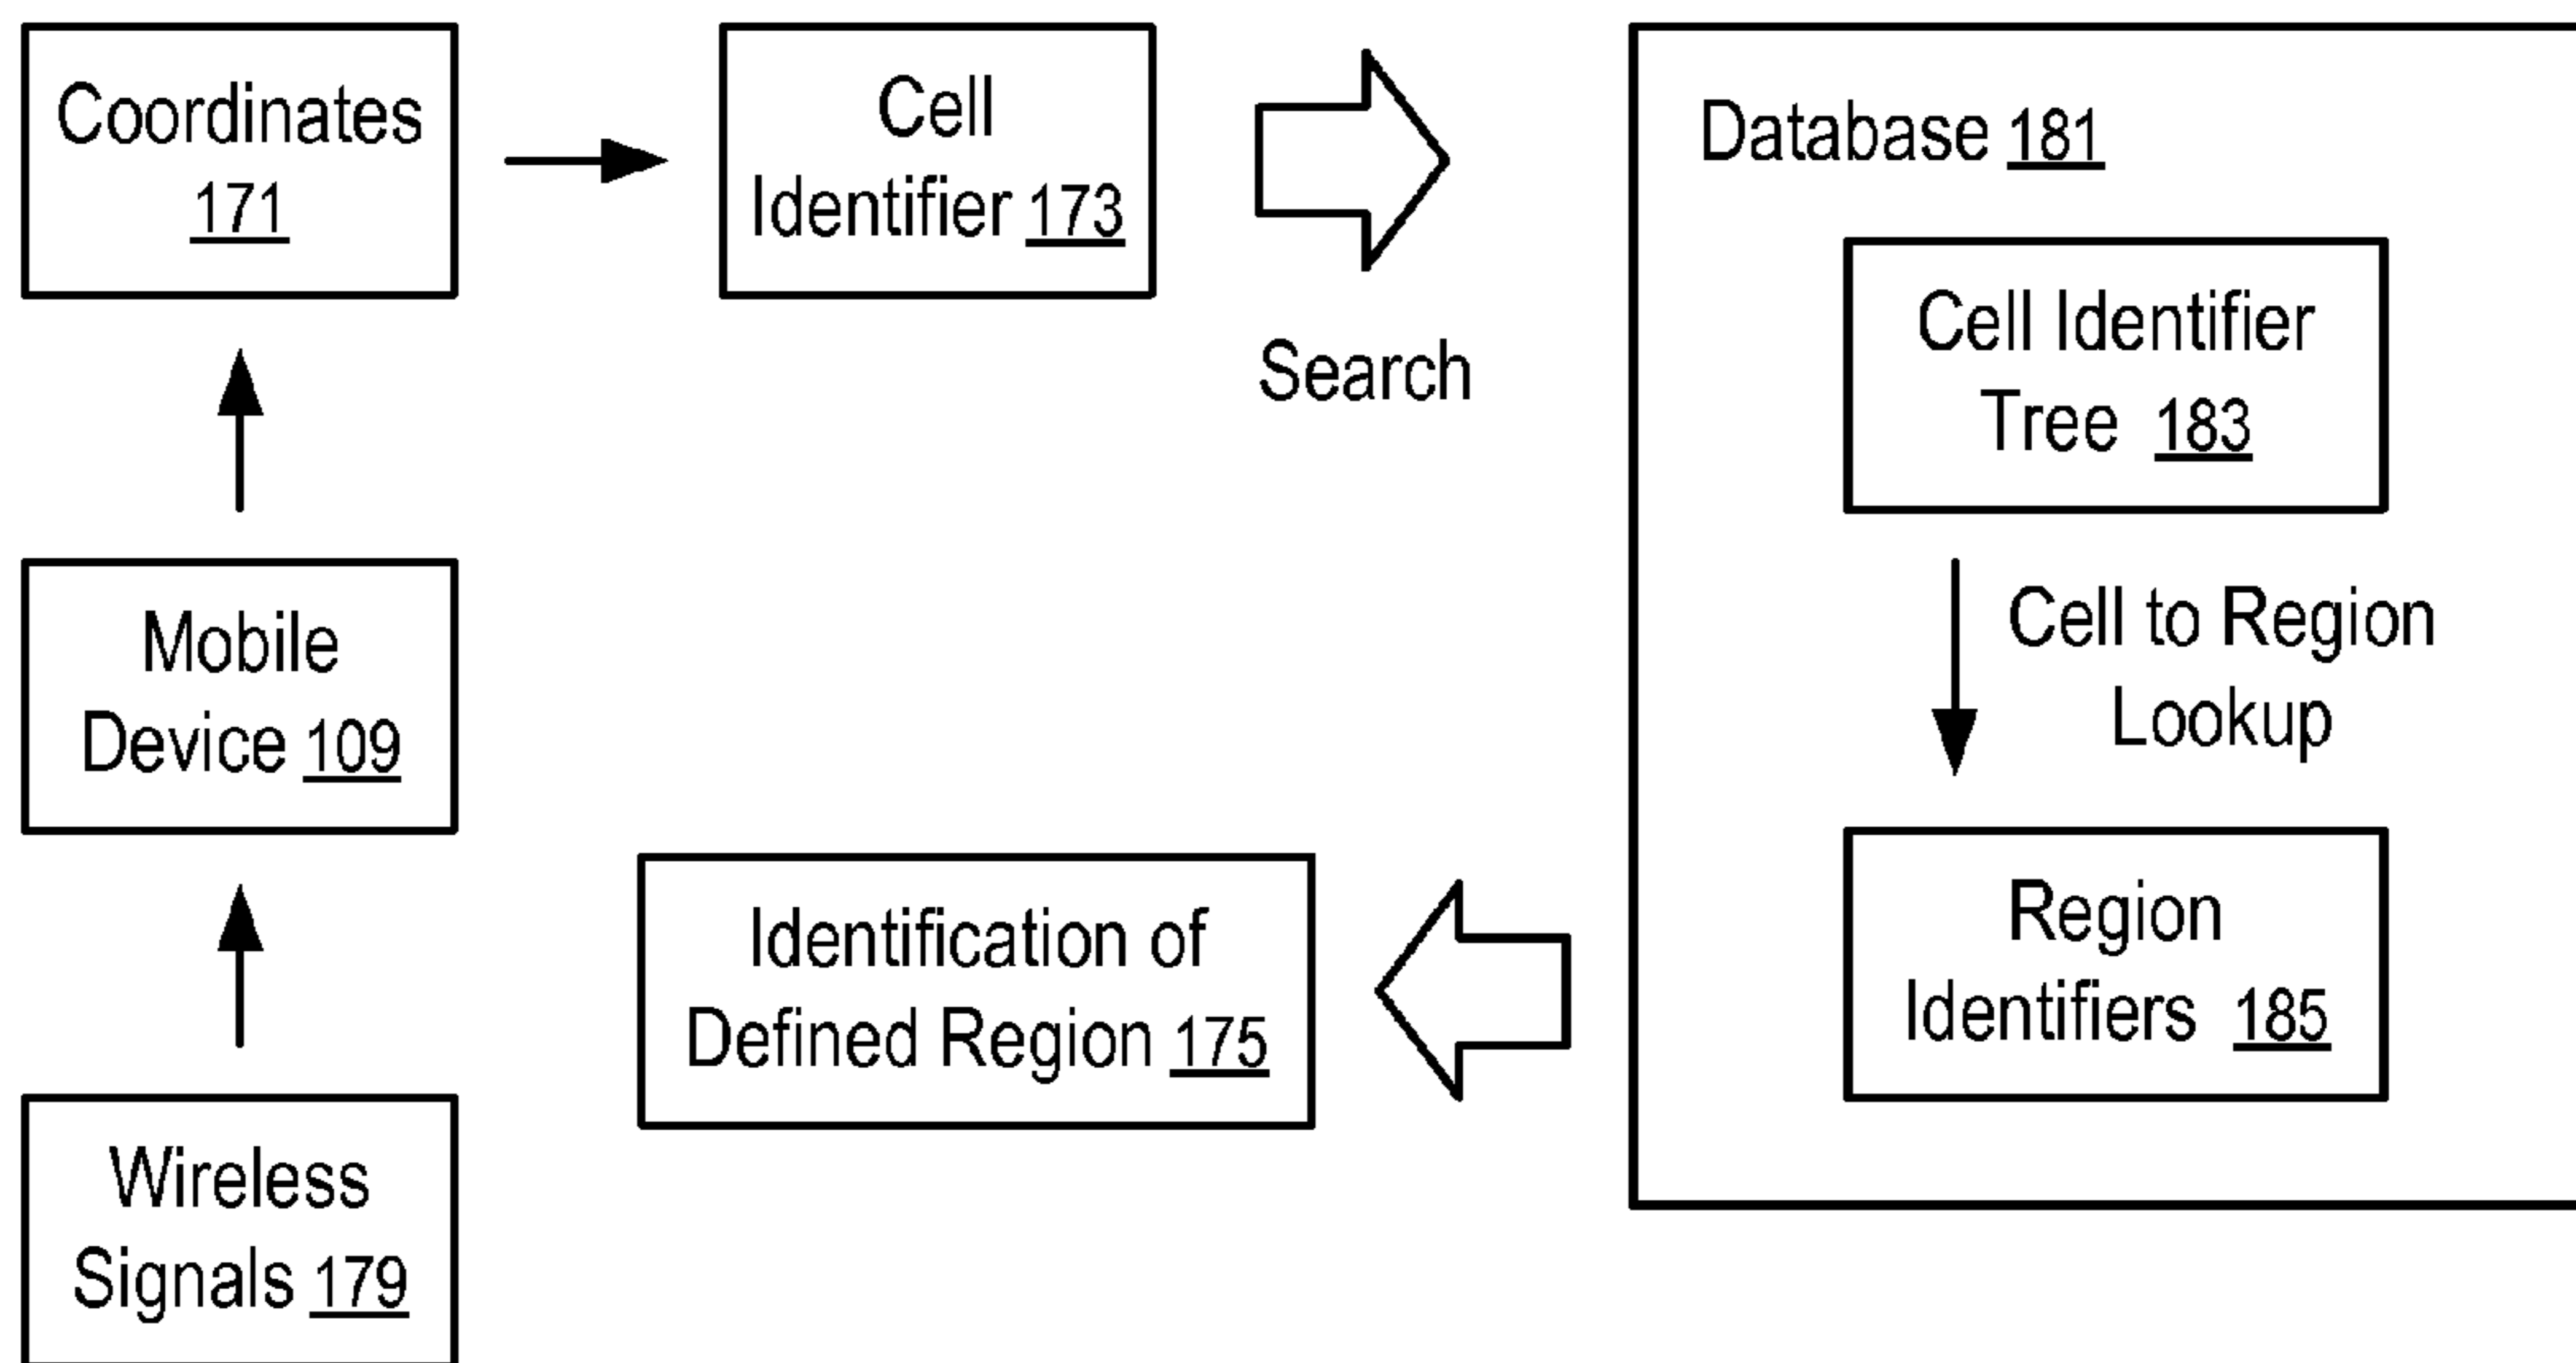 Coordinates
171
Cell
Identifier 173
Search
Database 181
Cell Identifier
Tree 183
Cell to Region
Lookup
Region
Identifiers 185
Identification of
Defined Region 175
Mobile
Device 109
Wireless
Signals 179